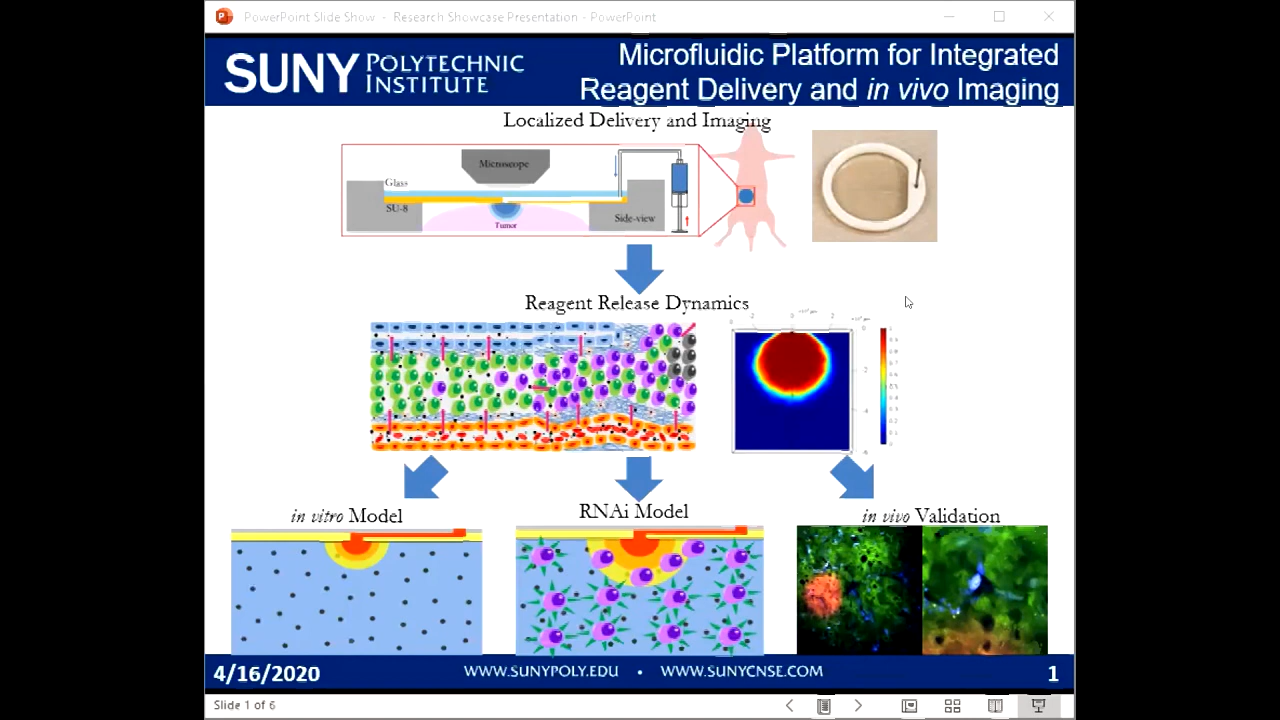 PowerPoint Slide Show - Research Showcase Presentation - PowerPoint
SUNY POLYTECHNIC INSTITUTE
Microfluidic Platform for Integrated
Reagent Delivery and in vivo Imaging
Localized Delivery and Imaging
Microscope
Glass
SU-8
Side-view
Tumor
Reagent Release Dynamics
in vitro Model
RNAi Model
in vivo Validation
4/16/2020
WWW.SUNYPOLY.EDU • WWW.SUNYCNSE.COM
1
Slide 1 of 6